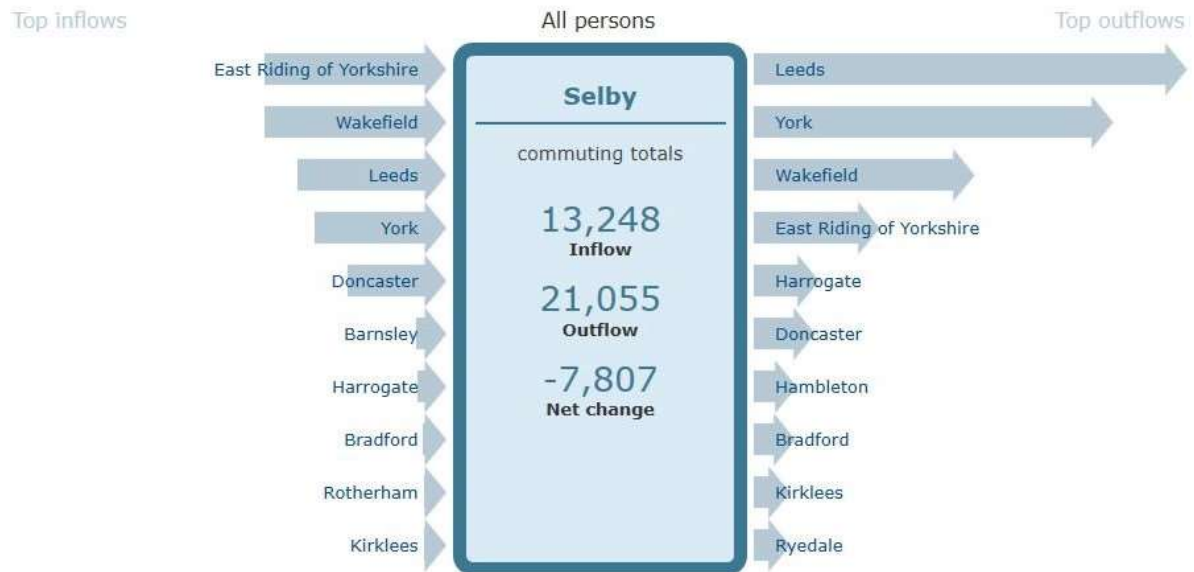 Top inflows
All persons
Top outflows
East Riding of Yorkshire
Wakefield
Leeds
York
Doncaster
Barnsley
Harrogate
Bradford
Rotherham
Kirklees
Selby
commuting totals
13,248
Inflow
21,055
Outflow
-7,807
Net change
Leeds
York
Wakefield
East Riding of Yorkshire
Harrogate
Doncaster
Hambleton
Bradford
Kirklees
Ryedale